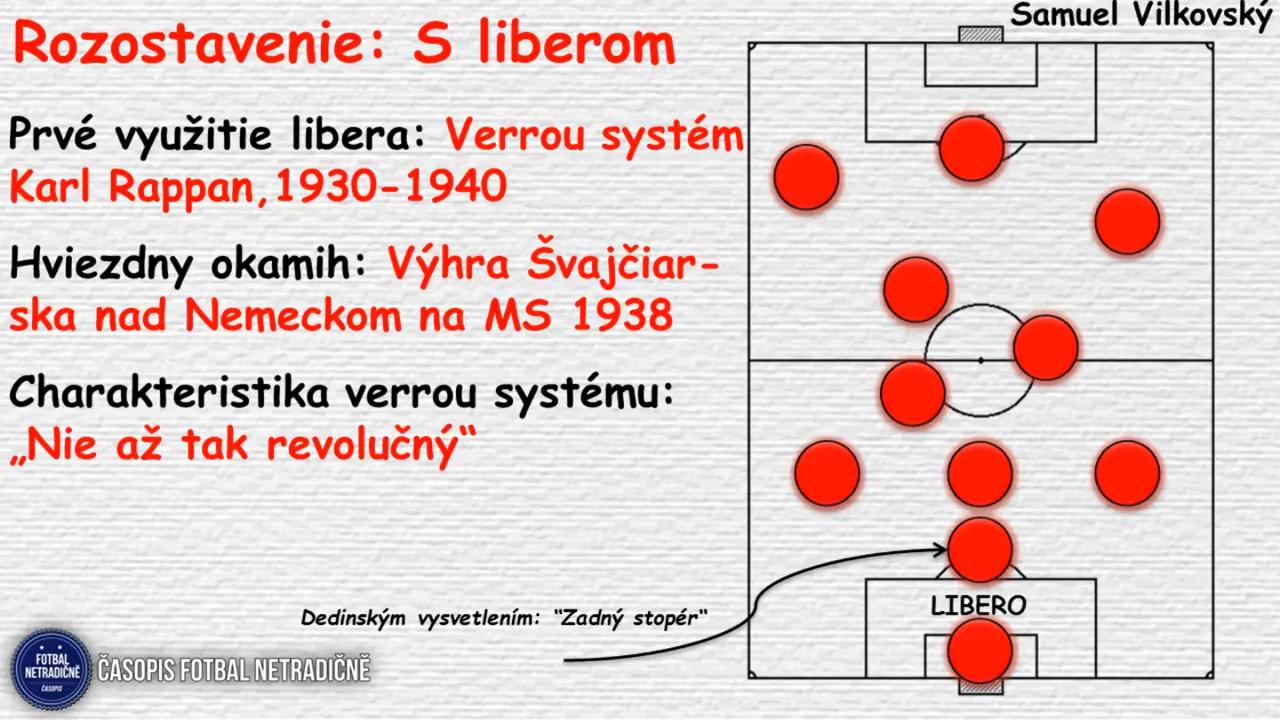 Samuel Vilkovský
Rozostavenie: S liberom
Prvé využitie libera: Verrou systém
Karl Rappan, 1930-1940
Hviezdny okamih: Výhra Švajčiar-
ska nad Nemeckom na MS 1938
Charakteristika verrou systému:
„Nie až tak revolučný“
LIBERO
Dedinským vysvetlením: "Zadný stopér"
FOTBAL
NETRADIČNĚ
ČASOPIS
ČASOPIS FOTBAL NETRADIČNĚ